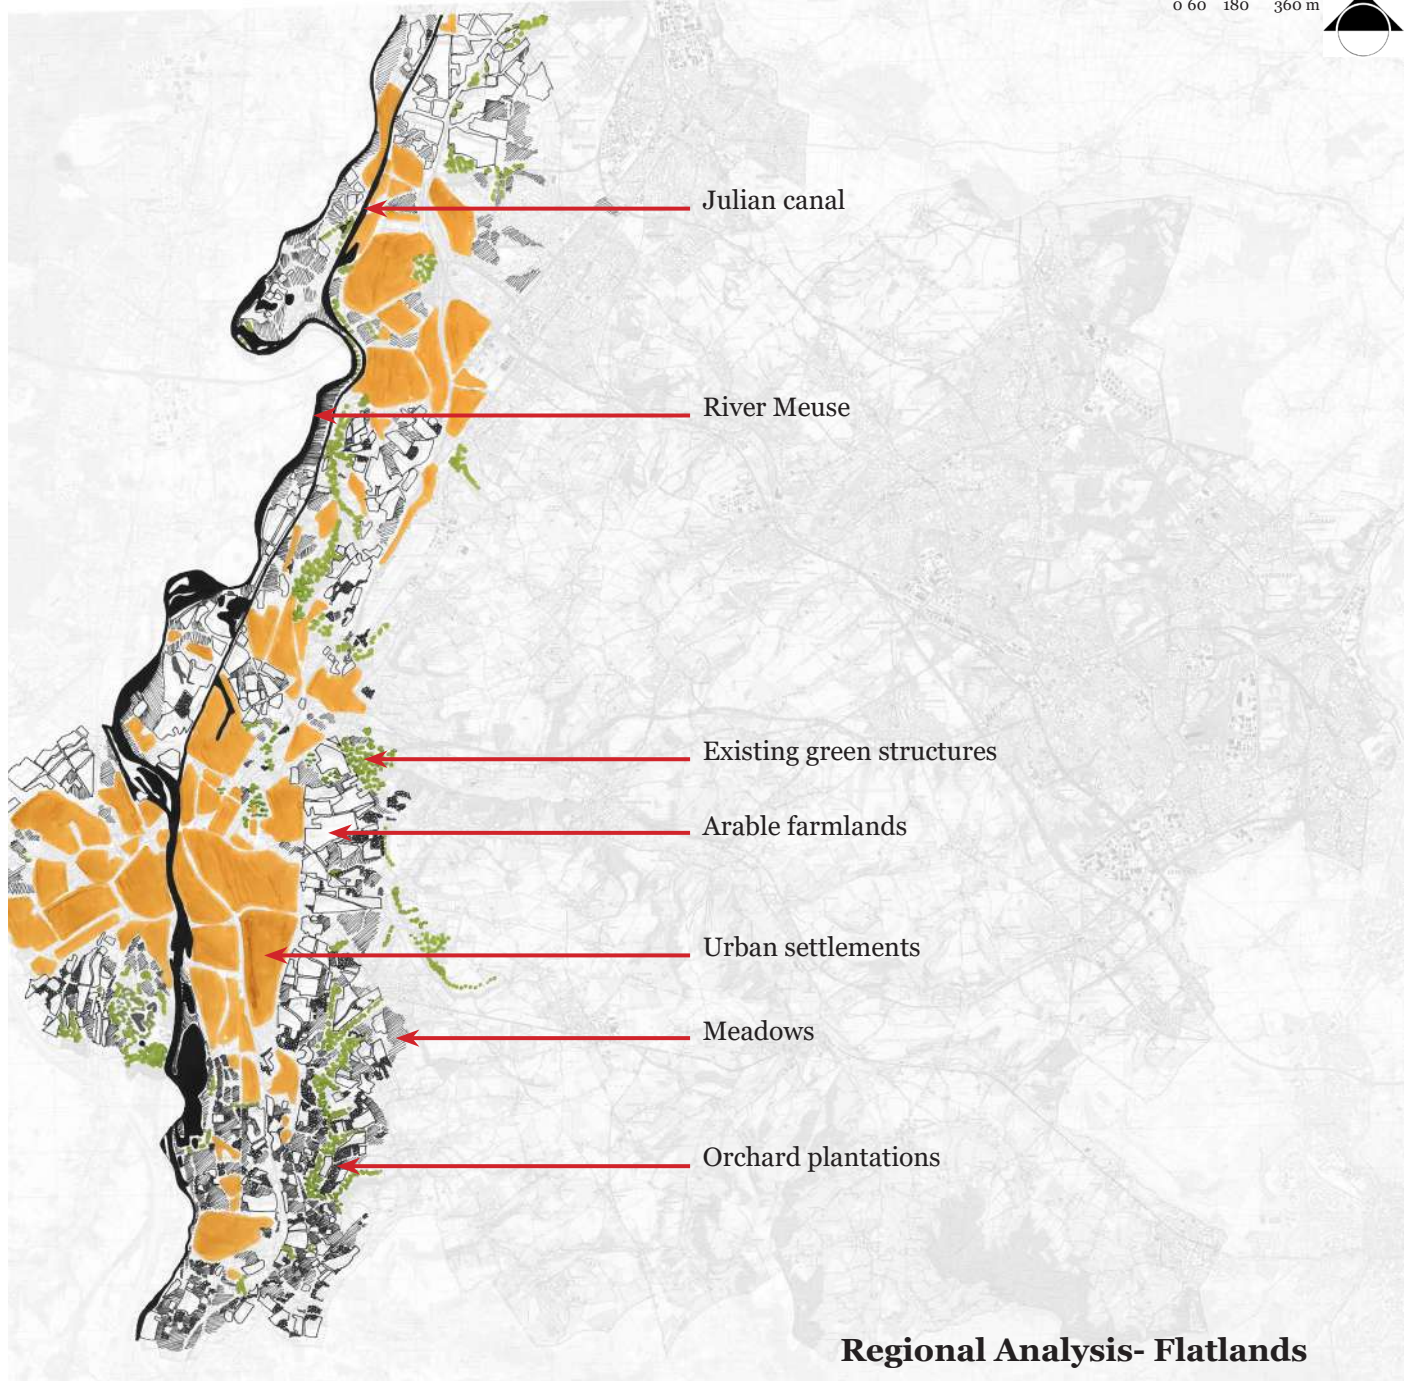 0 60 180 360 m
Julian canal
River Meuse
Existing green structures
Arable farmlands
Urban settlements
Meadows
Orchard plantations
Regional Analysis- Flatlands